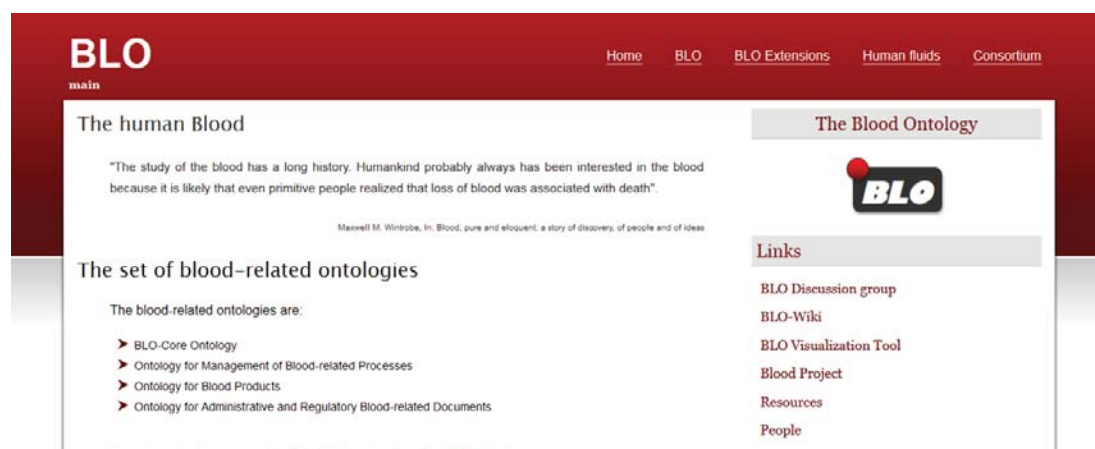 BLO
main
Home BLO BLO Extensions Human fluids Consortium
The human Blood
"The study of the blood has a long history. Humankind probably always has been interested in the blood
because it is likely that even primitive people realized that loss of blood was associated with death".
Maxwell M. Wintrobe, In: Blood, pure and eloquent: a story of discovery, of people and of ideas
The set of blood-related ontologies
The blood-related ontologies are:
BLO-Core Ontology
Ontology for Management of Blood-related Processes
Ontology for Blood Products
Ontology for Administrative and Regulatory Blood-related Documents
The Blood Ontology
BLO
Links
BLO Discussion group
BLO-Wiki
BLO Visualization Tool
Blood Project
Resources
People